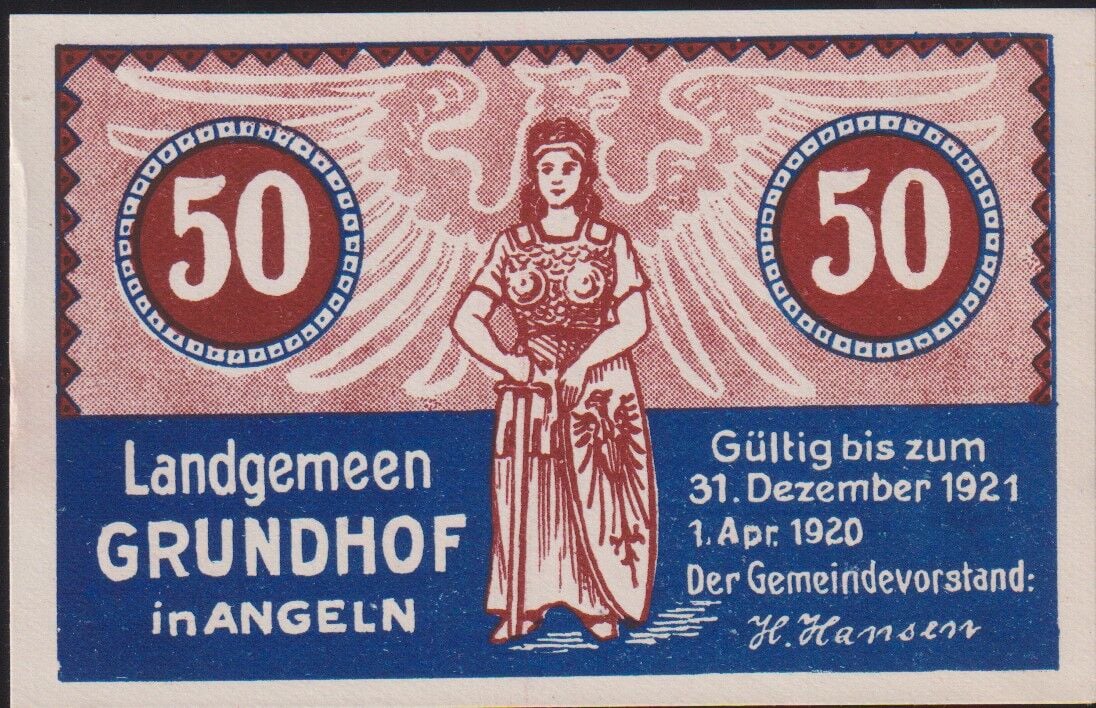 50
50
Landgemeen
GRUNDHOF
in ANGELN
Gültig bis zum
31. Dezember 1921
1. Apr. 1920
Der Gemeindevorstand:
H. Hansen